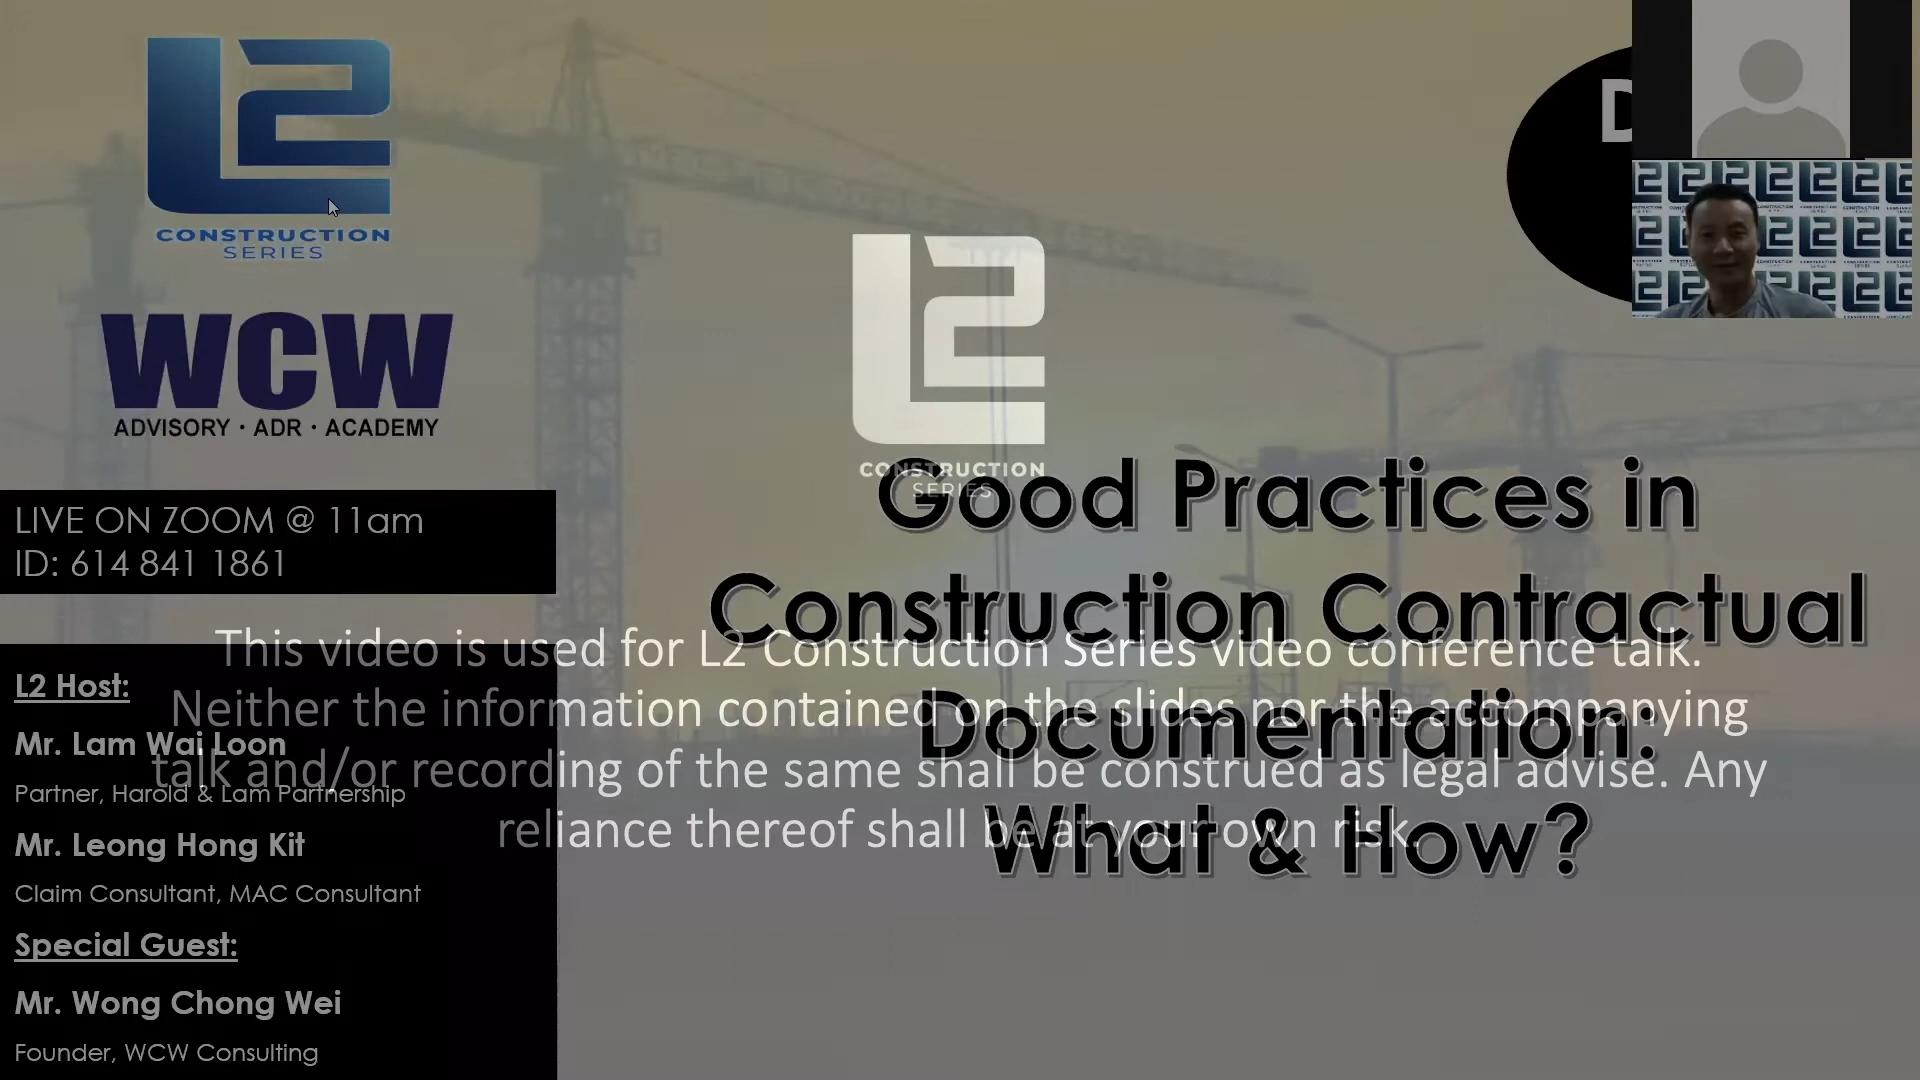 L2
CONSTRUCTION
SERIES
WCW
ADVISORY · ADR · ACADEMY
LIVE ON ZOOM @ 11am
ID: 614 841 1861
L2 Host:
Mr. Lam Wai Loon
Partner, Harold & Lam Partnership
Mr. Leong Hong Kit
Claim Consultant, MAC Consultant
Special Guest:
Mr. Wong Chong Wei
Founder, WCW Consulting
L2
CONSTRUCTION
SERIES
Good Practices in
Construction Contractual
Documentation:
What & How?
This video is used for L2 Construction Series video conference talk.
Neither the information contained on the slides nor the accompanying
talk and/or recording of the same shall be construed as legal advise. Any
reliance thereof shall be at your own risk.